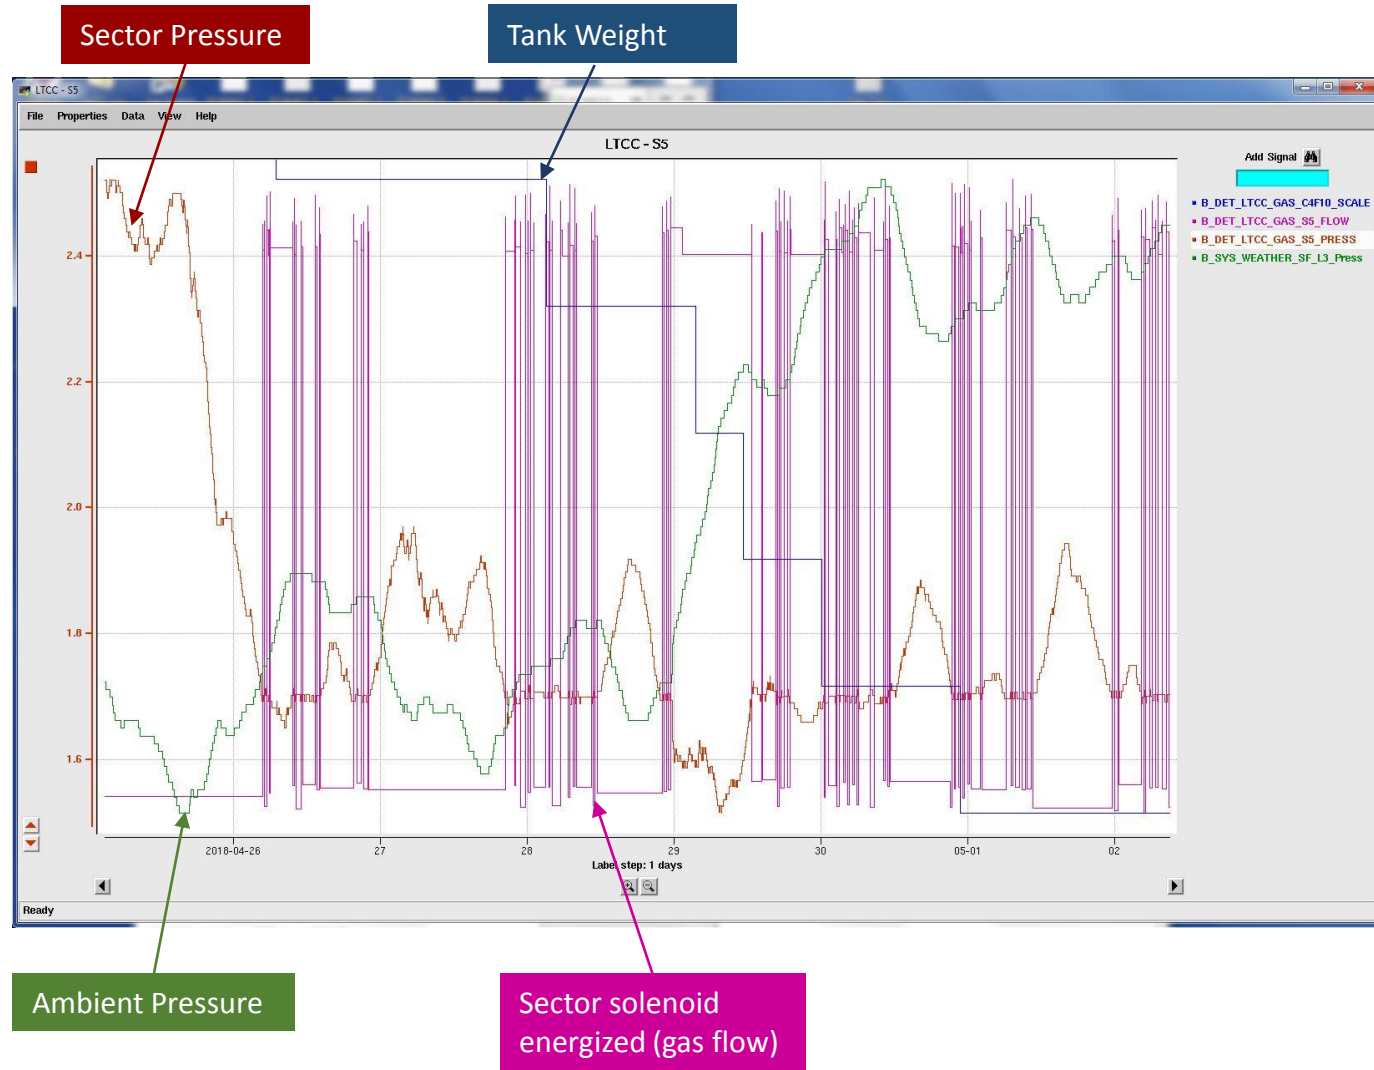 Sector Pressure
Tank Weight
LTCC - S5
File Properties Data View Help
LTCC - S5
Add Signal
B_DET_LTCC_GAS_C4F10_SCALE
B_DET_LTCC_GAS_S5_FLOW
B_DET_LTCC_GAS_S5_PRESS
B_SYS_WEATHER_SF_L3_Press
2.4
2.2
2.0
1.8
1.6
2018-04-26 27 28 29 30 05-01 02
Label step: 1 days
Ready
Ambient Pressure
Sector solenoid
energized (gas flow)